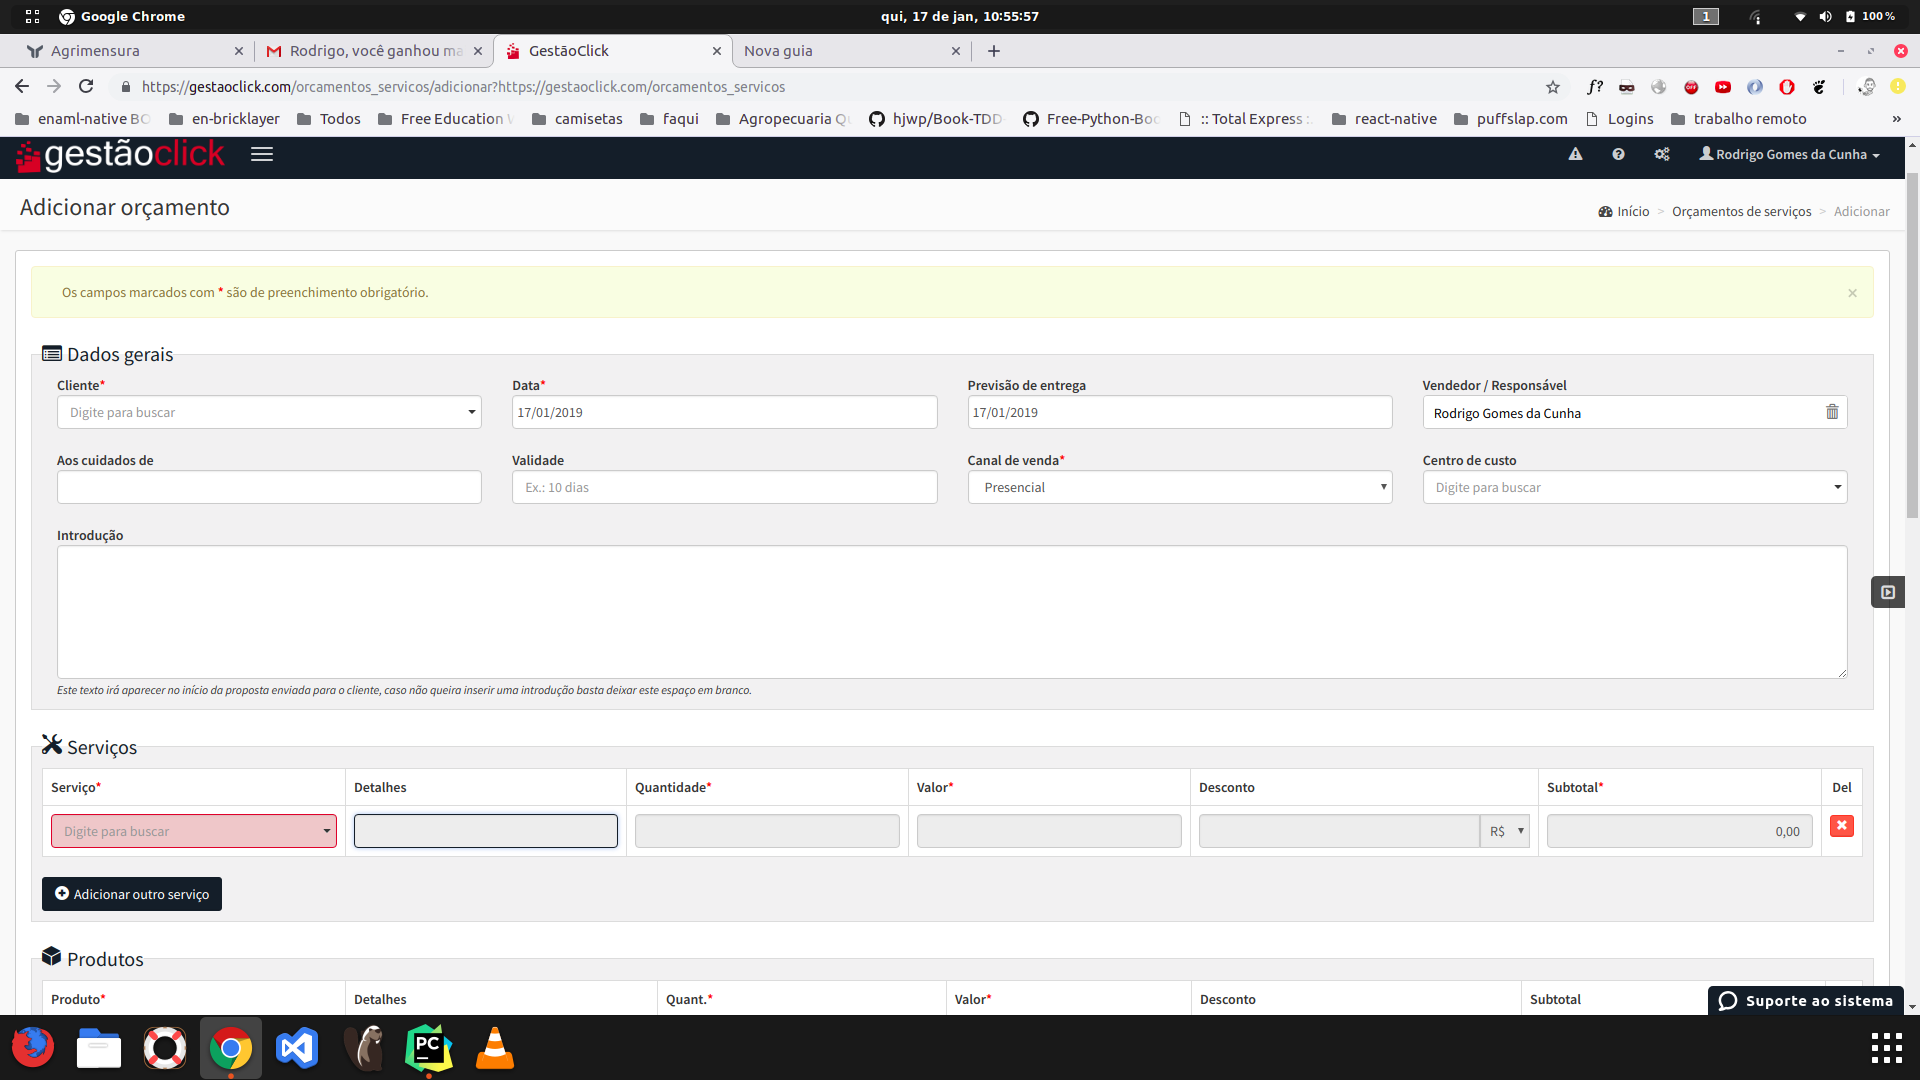 Google Chrome
qui, 17 de jan, 10:55:57
1
100 %
Agrimensura
Rodrigo, você ganhou ma
GestãoClick
Nova guia
https://gestaoclick.com/orcamentos_servicos/adicionar?https://gestaoclick.com/orcamentos_servicos
f?
enaml-native BO
en-bricklayer
Todos
Free Education
camisetas
faqui
Agropecuaria Qu
hjwp/Book-TDD-
Free-Python-Boo
:: Total Express ::
react-native
puffslap.com
Logins
trabalho remoto
»
gestãoclick
Rodrigo Gomes da Cunha
Adicionar orçamento
Início > Orçamentos de serviços > Adicionar
Os campos marcados com * são de preenchimento obrigatório.
×
Dados gerais
Cliente*
Data*
Previsão de entrega
Vendedor / Responsável
Digite para buscar
17/01/2019
17/01/2019
Rodrigo Gomes da Cunha
Aos cuidados de
Validade
Canal de venda*
Centro de custo
Ex.: 10 dias
Presencial
Digite para buscar
Introdução
Este texto irá aparecer no início da proposta enviada para o cliente, caso não queira inserir uma introdução basta deixar este espaço em branco.
Serviços
Serviço*
Detalhes
Quantidade*
Valor*
Desconto
Subtotal*
Del
Digite para buscar
R$
0,00
Adicionar outro serviço
Produtos
Produto*
Detalhes
Quant.*
Valor*
Desconto
Subtotal
Suporte ao sistema
PC